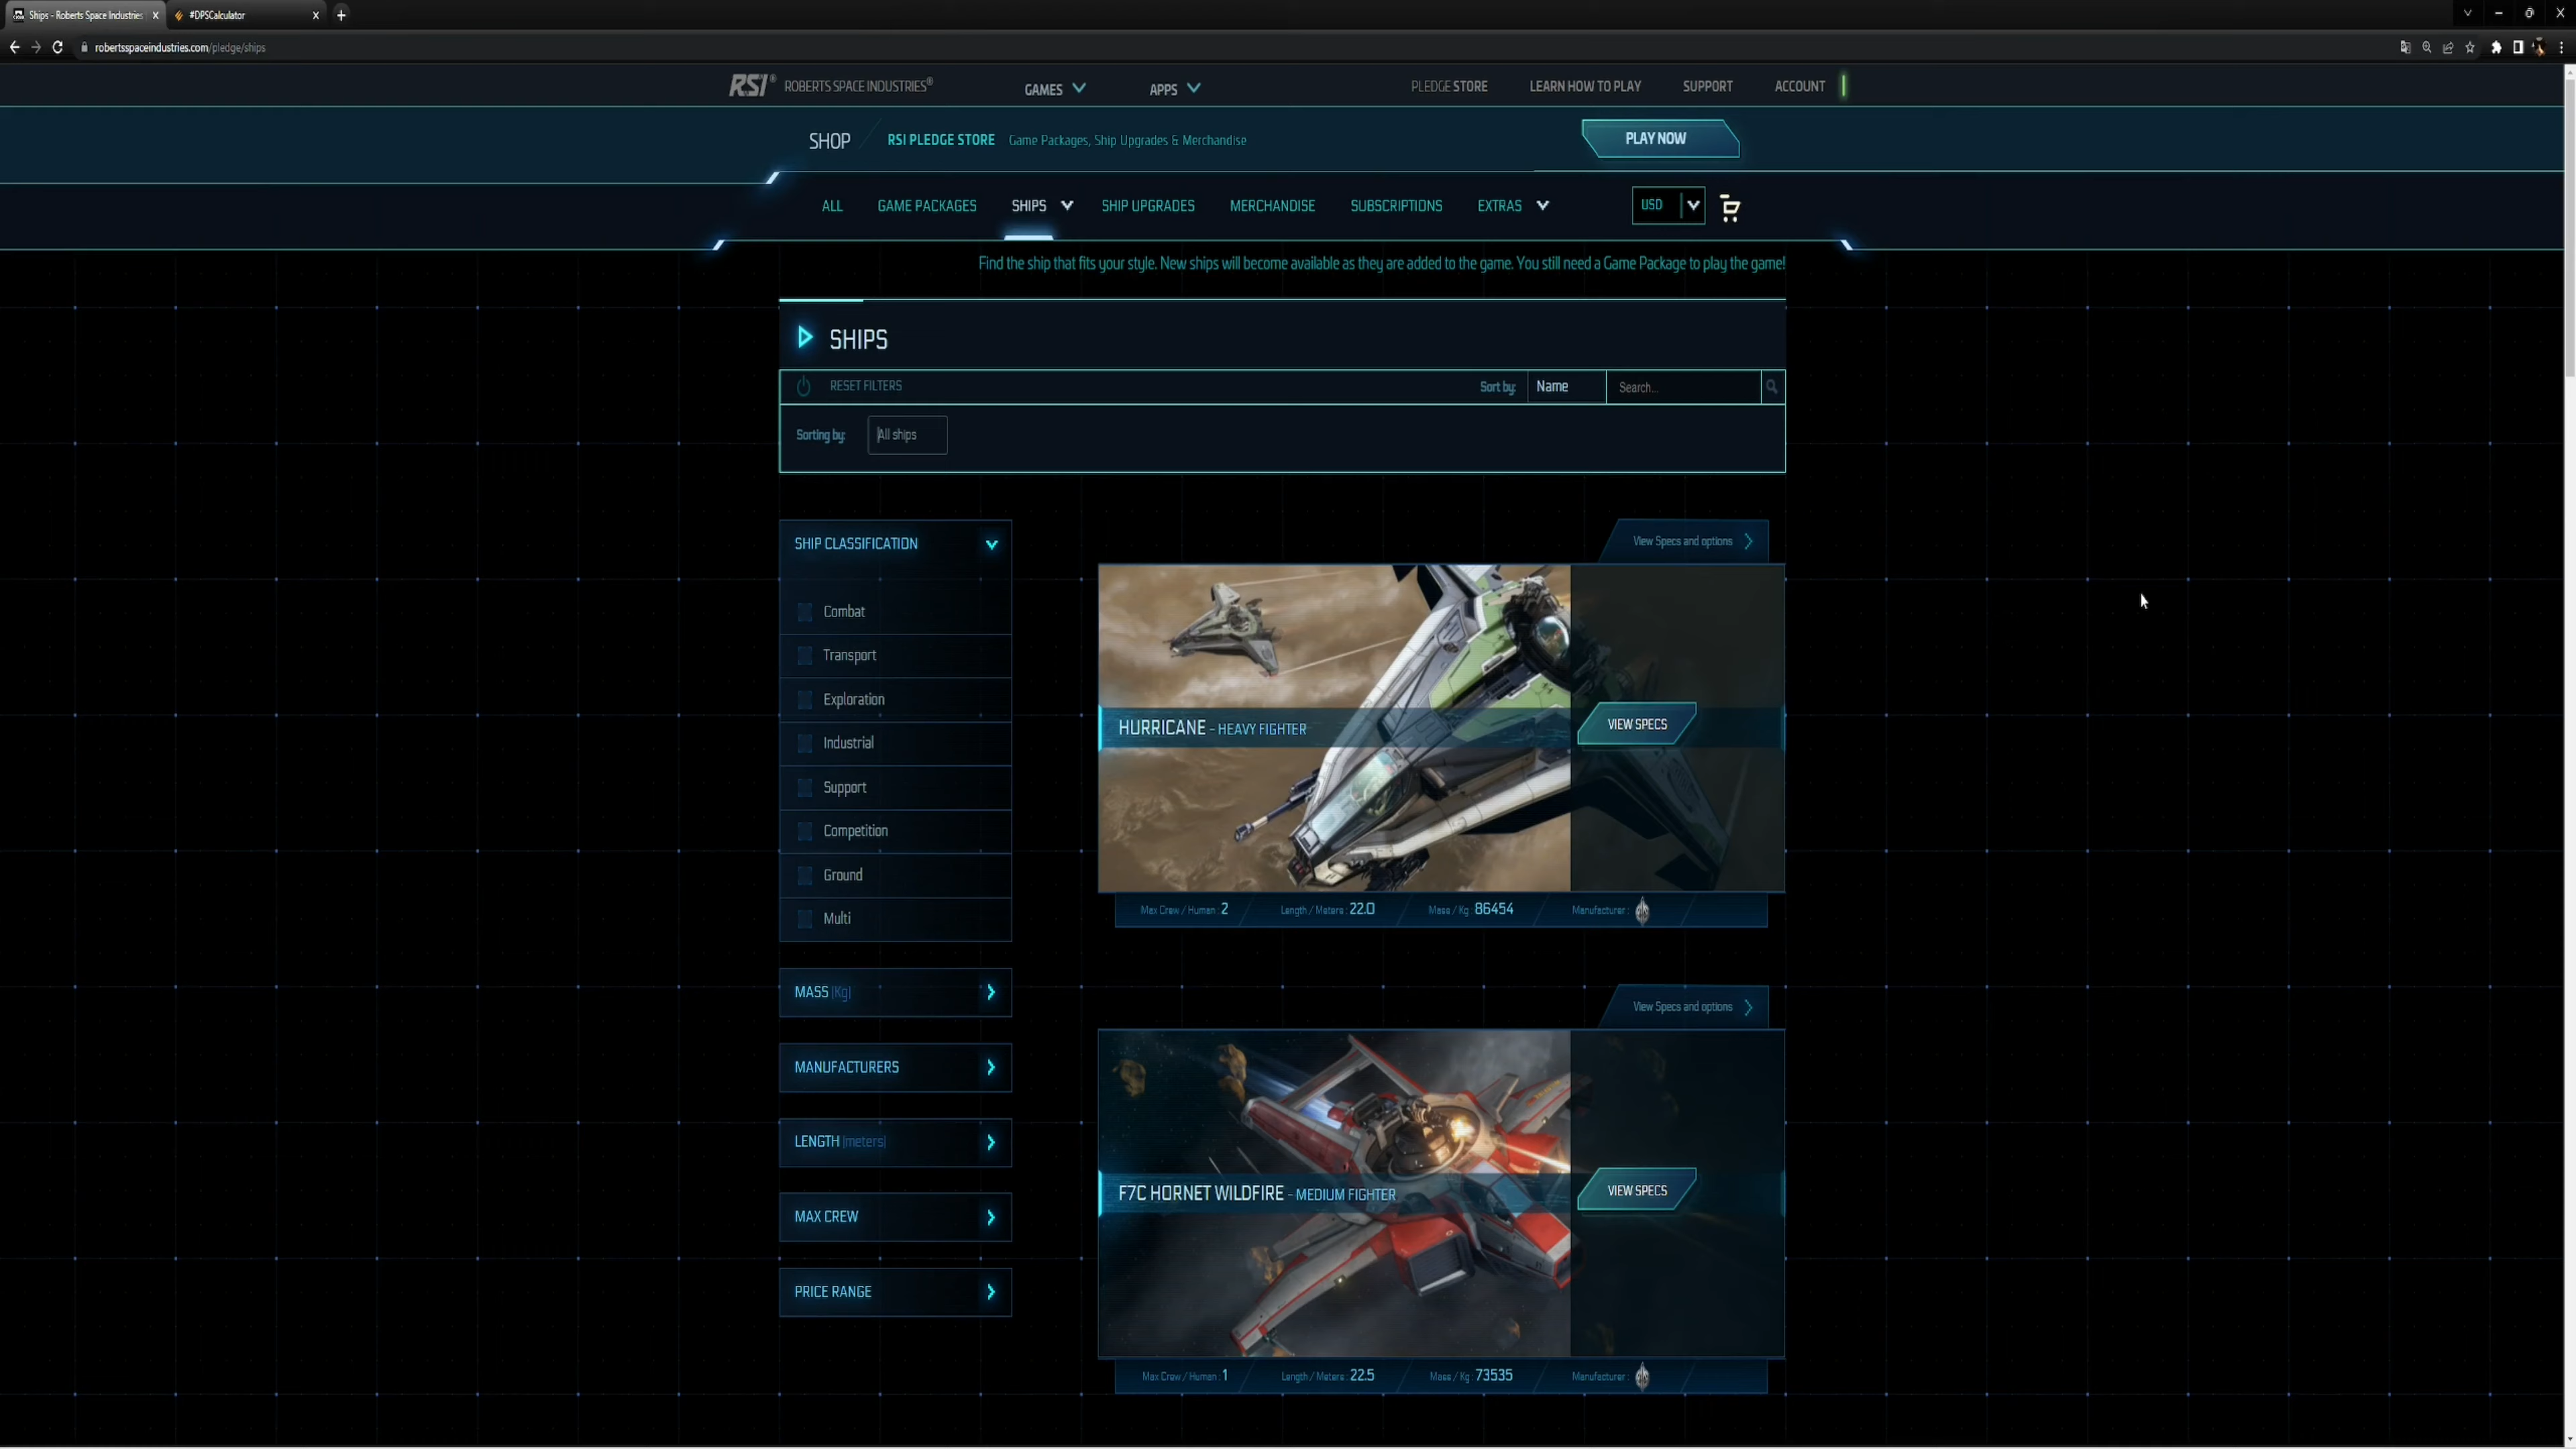 Ships - Roberts Space Industries
#DPSCalculator
robertsspaceindustries.com/pledge/ships
RSI® ROBERTS SPACE INDUSTRIES®
GAMES
APPS
PLEDGE STORE
LEARN HOW TO PLAY
SUPPORT
ACCOUNT
SHOP
RSI PLEDGE STORE
Game Packages, Ship Upgrades & Merchandise
PLAY NOW
ALL
GAME PACKAGES
SHIPS
SHIP UPGRADES
MERCHANDISE
SUBSCRIPTIONS
EXTRAS
USD
Find the ship that fits your style. New ships will become available as they are added to the game. You still need a Game Package to play the game!
SHIPS
RESET FILTERS
Sort by: Name
Search...
Sorting by: All ships
SHIP CLASSIFICATION
Combat
Transport
Exploration
Industrial
Support
Competition
Ground
Multi
MASS [Kg]
MANUFACTURERS
LENGTH [meters]
MAX CREW
PRICE RANGE
View Specs and options
HURRICANE - HEAVY FIGHTER
VIEW SPECS
Max Crew / Human : 2
Length / Meters : 22.0
Mass / Kg : 86454
Manufacturer :
View Specs and options
F7C HORNET WILDFIRE - MEDIUM FIGHTER
VIEW SPECS
Max Crew / Human : 1
Length / Meters : 22.5
Mass / Kg : 73535
Manufacturer :